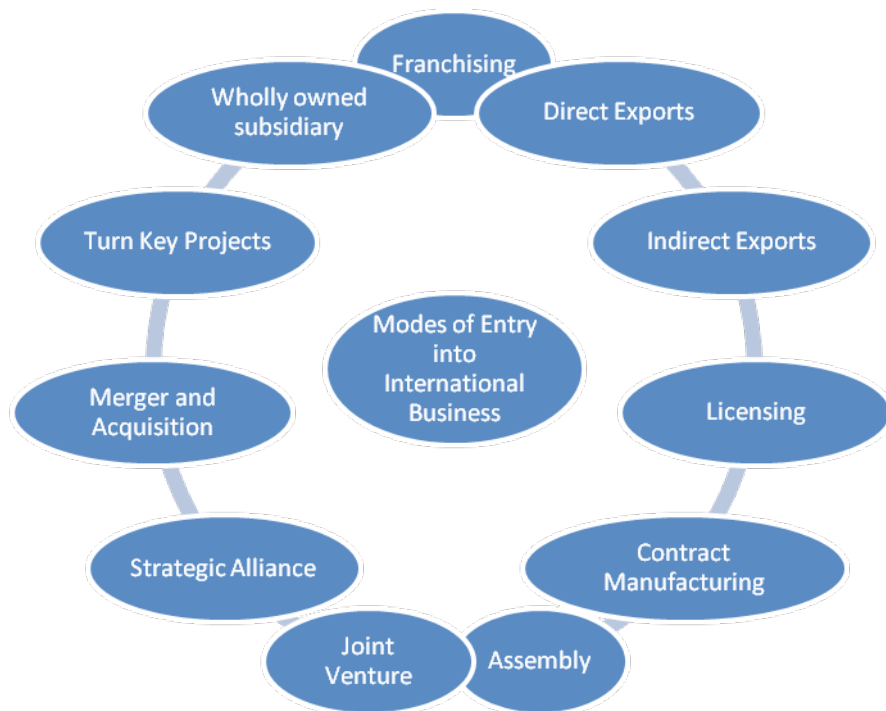 Franchising
Wholly owned
subsidiary
Direct Exports
Turn Key Projects
Indirect Exports
Modes of Entry
into
International
Business
Merger and
Acquisition
Licensing
Strategic Alliance
Contract
Manufacturing
Joint
Venture
Assembly